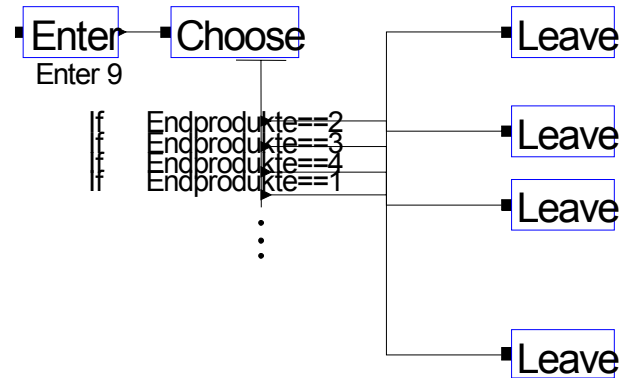 Enter
Choose
Leave
Enter 9
If Endprodukte==2
If Endprodukte==3
If Endprodukte==4
If Endprodukte==1
Leave
Leave
Leave